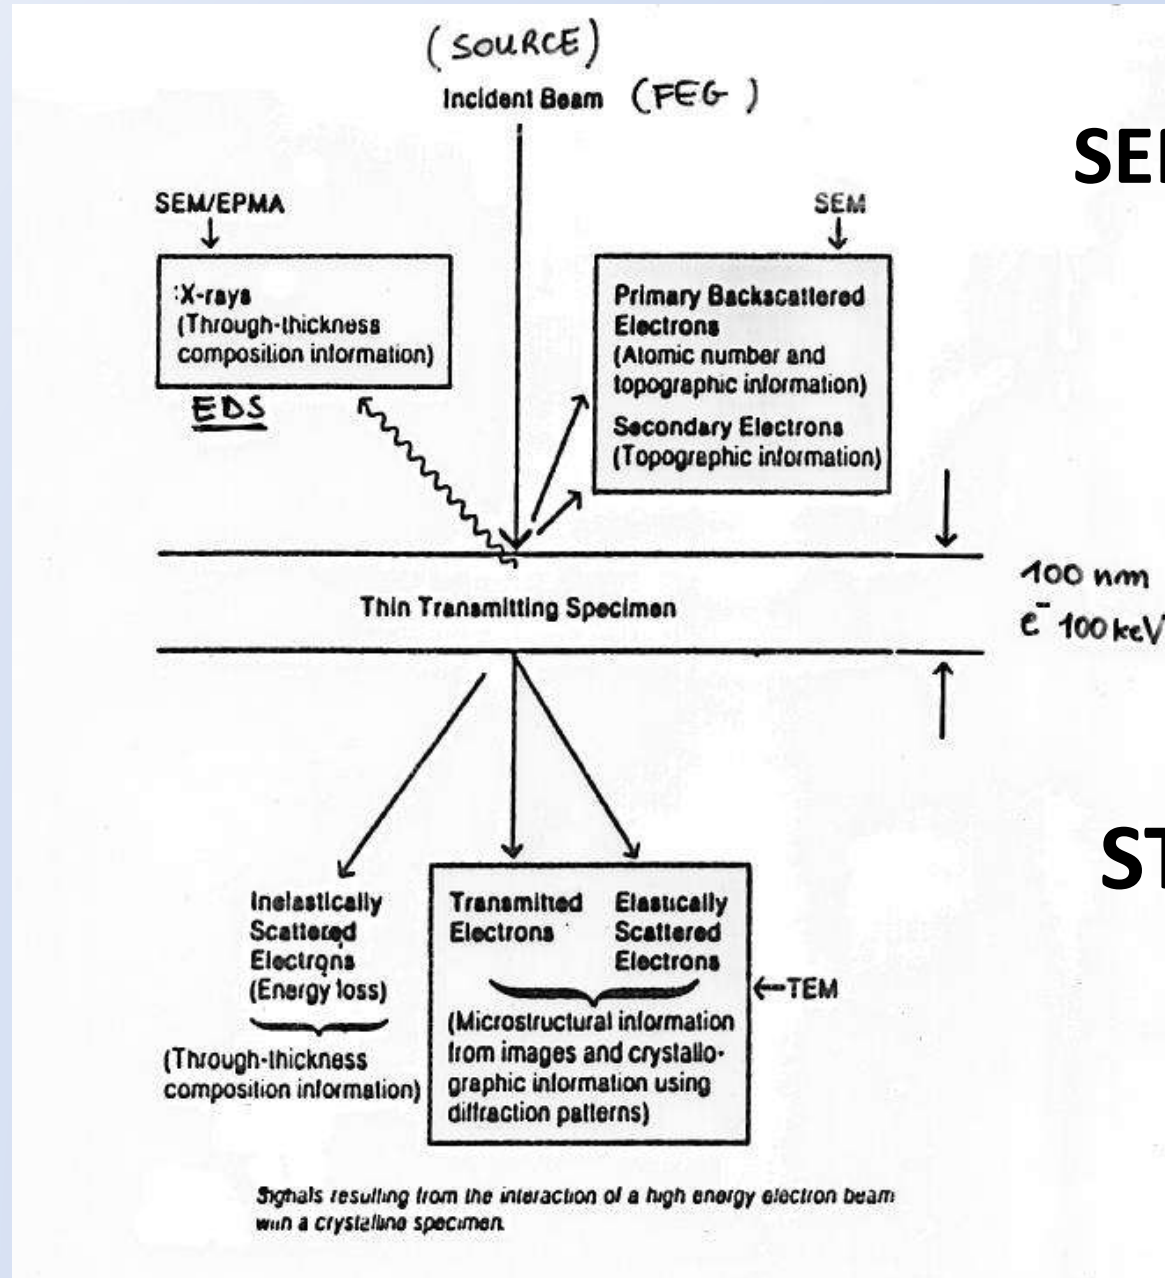 (SOURCE)
Incident Beam (FEG)
SEM/EPMA
SEM
:X-rays
(Through-thickness
composition information)
EDS
Primary Backscattered
Electrons
(Atomic number and
topographic information)
Secondary Electrons
(Topographic information)
Thin Transmitting Specimen
100 nm
e⁻ 100 keV
Inelastically
Scattered
Electrons
(Energy loss)
(Through-thickness
composition information)
Transmitted
Electrons
Elastically
Scattered
Electrons
(Microstructural information
from images and crystallo-
graphic information using
diffraction patterns)
←TEM
Signals resulting from the interaction of a high energy electron beam
with a crystalline specimen.
ST